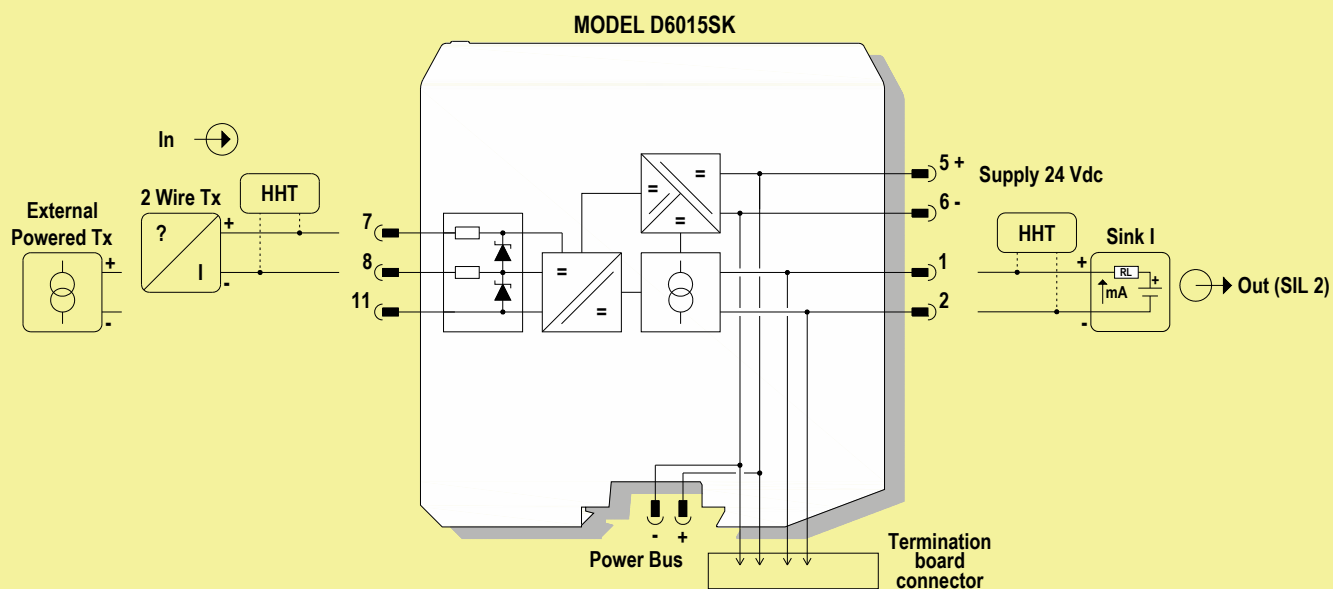 MODEL D6015SK
In
External
Powered Tx
+
-
2 Wire Tx
?
I
+
-
HHT
7
8
11
=
=
=
=
=
5 +
Supply 24 Vdc
6 -
1
2
HHT
Sink I
+
RL
+
mA
-
Out (SIL 2)
- +
Power Bus
Termination
board
connector